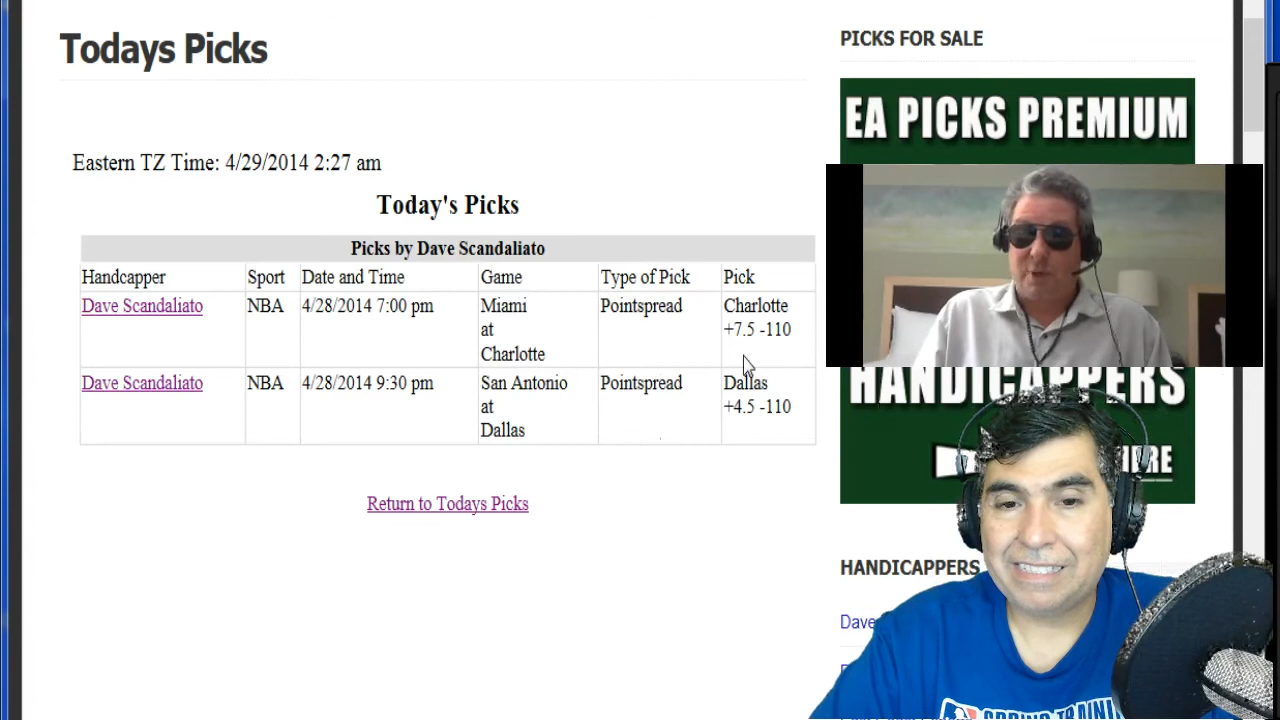 Todays Picks
Eastern TZ Time: 4/29/2014 2:27 am
Today's Picks
Picks by Dave Scandaliato
Handcapper Sport Date and Time Game Type of Pick Pick
Dave Scandaliato NBA 4/28/2014 7:00 pm Miami Pointspread Charlotte
at +7.5 -110
Charlotte
Dave Scandaliato NBA 4/28/2014 9:30 pm San Antonio Pointspread Dallas
at +4.5 -110
Dallas
Return to Todays Picks
PICKS FOR SALE
EA PICKS PREMIUM
HANDICAPPERS
HANDICAPPERS
Dave
SPRING TRAINING